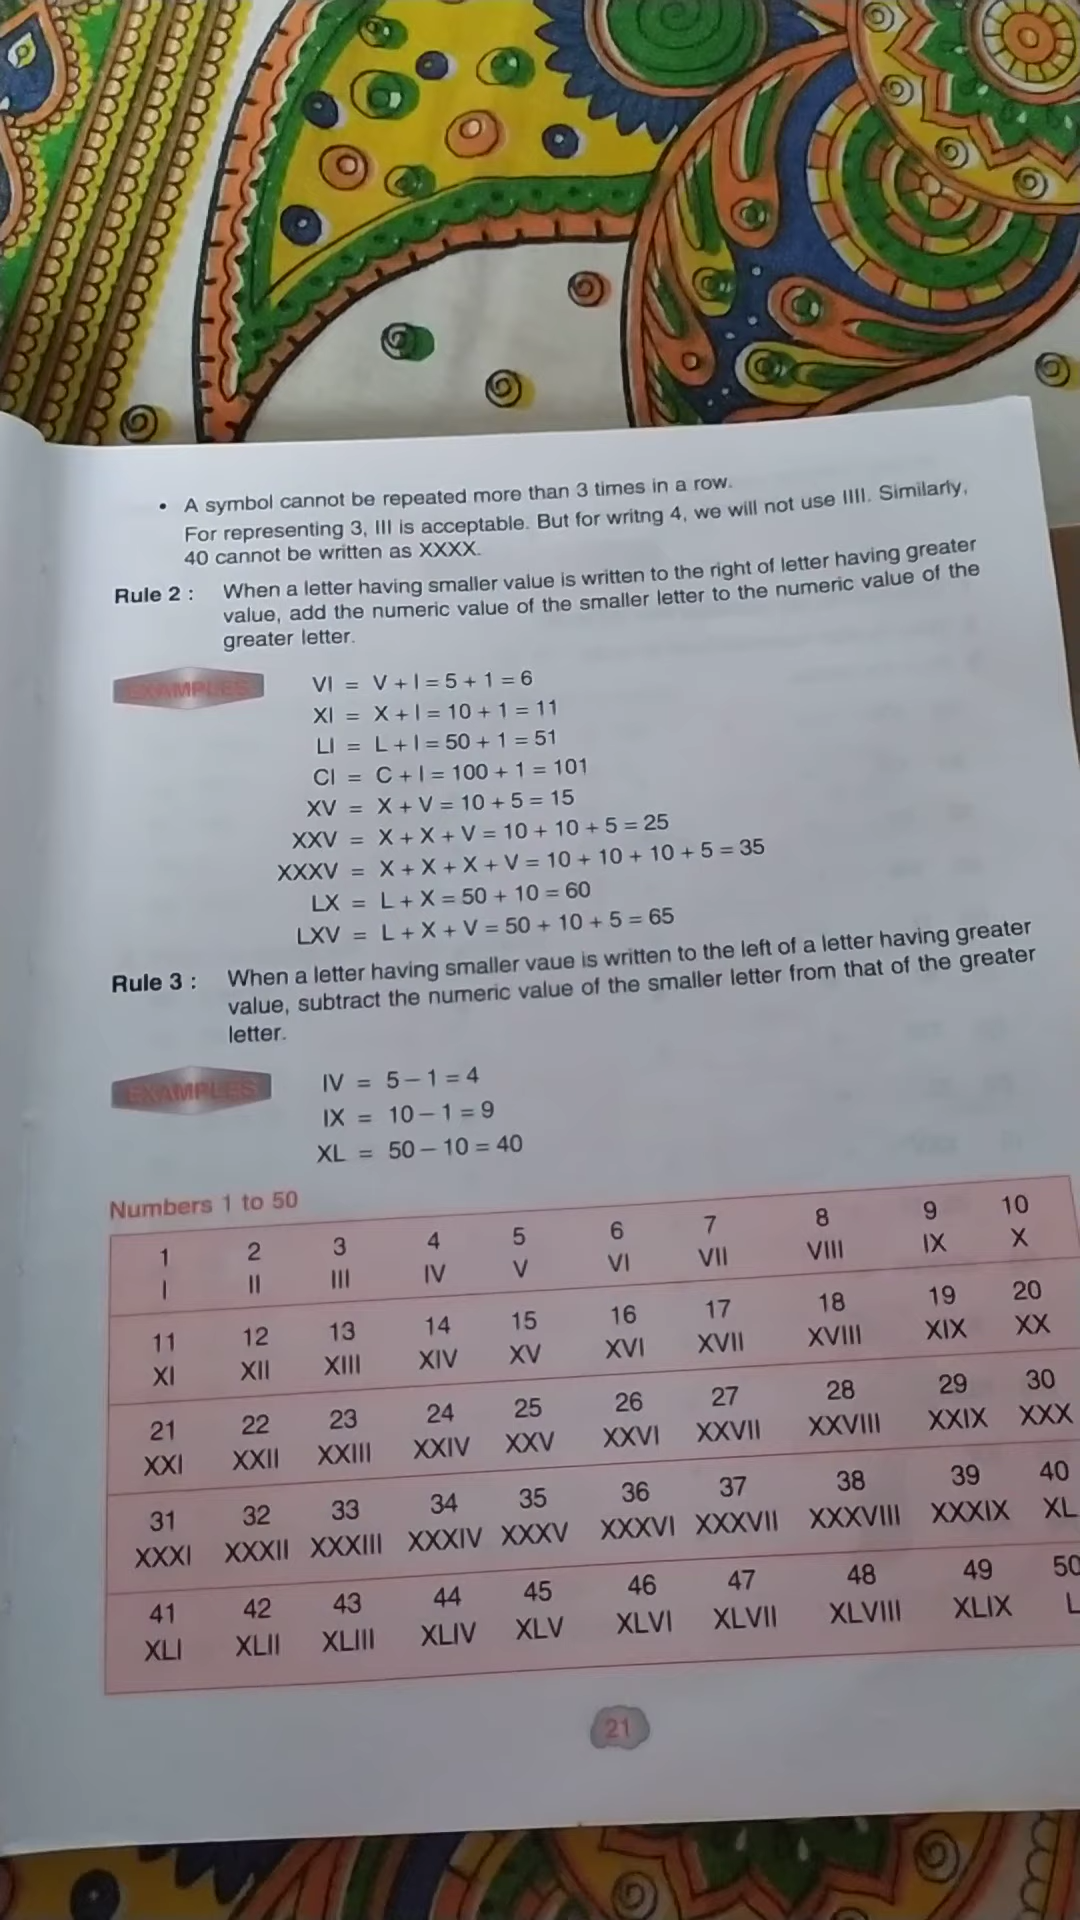 • A symbol cannot be repeated more than 3 times in a row.
For representing 3, III is acceptable. But for writng 4, we will not use IIII. Similarly,
40 cannot be written as XXXX.
Rule 2 : When a letter having smaller value is written to the right of letter having greater
value, add the numeric value of the smaller letter to the numeric value of the
greater letter.
EXAMPLES
VI = V + I = 5 + 1 = 6
XI = X + I = 10 + 1 = 11
LI = L + I = 50 + 1 = 51
CI = C + I = 100 + 1 = 101
XV = X + V = 10 + 5 = 15
XXV = X + X + V = 10 + 10 + 5 = 25
XXXV = X + X + X + V = 10 + 10 + 10 + 5 = 35
LX = L + X = 50 + 10 = 60
LXV = L + X + V = 50 + 10 + 5 = 65
Rule 3 : When a letter having smaller vaue is written to the left of a letter having greater
value, subtract the numeric value of the smaller letter from that of the greater
letter.
EXAMPLES
IV = 5 – 1 = 4
IX = 10 – 1 = 9
XL = 50 – 10 = 40
Numbers 1 to 50
1 2 3 4 5 6 7 8 9 10
I II III IV V VI VII VIII IX X
11 12 13 14 15 16 17 18 19 20
XI XII XIII XIV XV XVI XVII XVIII XIX XX
21 22 23 24 25 26 27 28 29 30
XXI XXII XXIII XXIV XXV XXVI XXVII XXVIII XXIX XXX
31 32 33 34 35 36 37 38 39 40
XXXI XXXII XXXIII XXXIV XXXV XXXVI XXXVII XXXVIII XXXIX XL
41 42 43 44 45 46 47 48 49 50
XLI XLII XLIII XLIV XLV XLVI XLVII XLVIII XLIX L
21